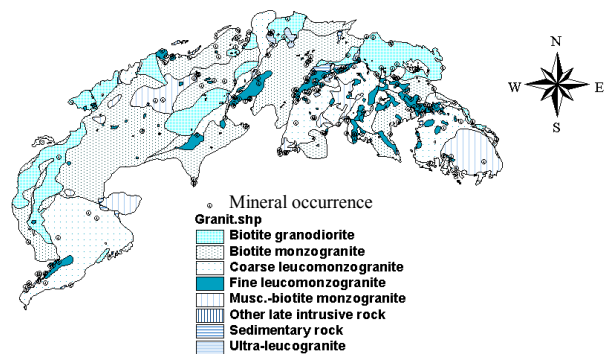 N
W E
S
Mineral occurrence
Granit.shp
Biotite granodiorite
Biotite monzogranite
Coarse leucomonzogranite
Fine leucomonzogranite
Musc.-biotite monzogranite
Other late intrusive rock
Sedimentary rock
Ultra-leucogranite